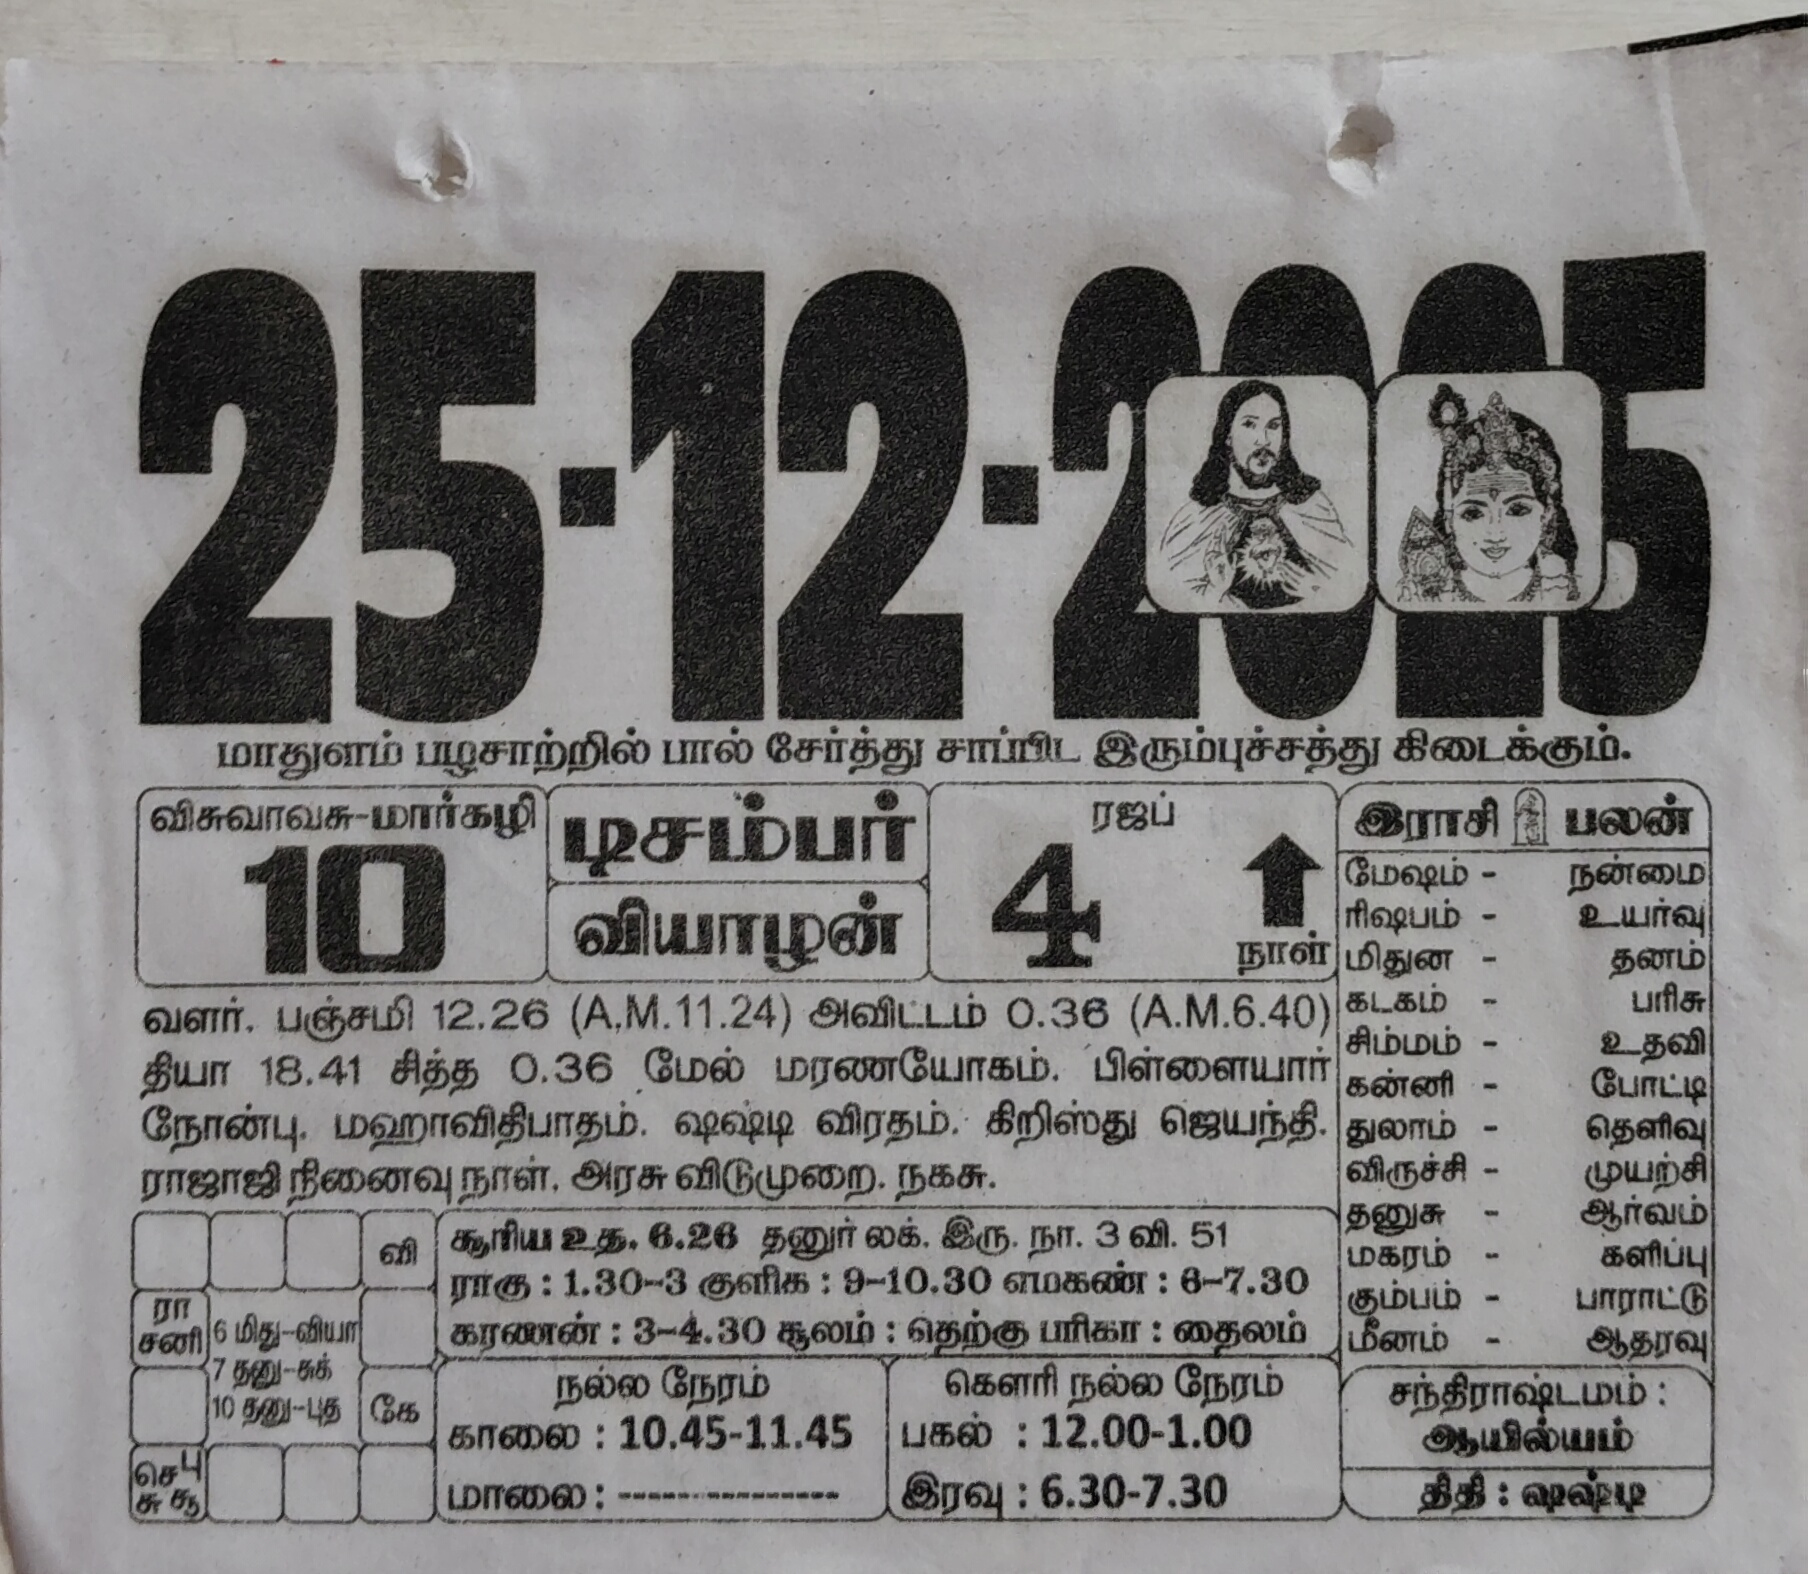 25-12-2025
மாதுளம் பழசாற்றில் பால் சேர்த்து சாப்பிட இரும்புச்சத்து கிடைக்கும்.
விசுவாவசு-மார்கழி
10
டிசம்பர்
வியாழன்
ரஜப்
4
நாள்
வளர். பஞ்சமி 12.26 (A.M.11.24) அவிட்டம் 0.36 (A.M.6.40)
தியா 18.41 சித்த 0.36 மேல் மரணயோகம். பிள்ளையார்
நோன்பு. மஹாவிதிபாதம். ஷஷ்டி விரதம். கிறிஸ்து ஜெயந்தி.
ராஜாஜி நினைவு நாள். அரசு விடுமுறை. நகசு.
இராசி பலன்
மேஷம் - நன்மை
ரிஷபம் - உயர்வு
மிதுன - தனம்
கடகம் - பரிசு
சிம்மம் - உதவி
கன்னி - போட்டி
துலாம் - தெளிவு
விருச்சி - முயற்சி
தனுசு - ஆர்வம்
மகரம் - களிப்பு
கும்பம் - பாராட்டு
மீனம் - ஆதரவு
வி
ரா
சனி
6 மிது-வியா
7 தனு-சுக்
10 தனு-புத
கே
செ பு
சு சூ
சூரிய உத. 6.26 தனுர் லக். இரு. நா. 3 வி. 51
ராகு : 1.30-3 குளிக : 9-10.30 எமகண் : 6-7.30
கரணன் : 3-4.30 சூலம் : தெற்கு பரிகா : தைலம்
நல்ல நேரம்
காலை : 10.45-11.45
மாலை : ---------------
கௌரி நல்ல நேரம்
பகல் : 12.00-1.00
இரவு : 6.30-7.30
சந்திராஷ்டமம் :
ஆயில்யம்
திதி : ஷஷ்டி